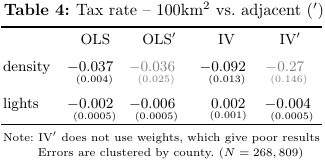 Table 4: Tax rate – 100km² vs. adjacent (′)
OLS OLS′ IV IV′
density −0.037 −0.036 −0.092 −0.27
(0.004) (0.025) (0.013) (0.146)
lights −0.002 −0.006 0.002 −0.004
(0.0005) (0.0005) (0.001) (0.0005)
Note: IV′ does not use weights, which give poor results
Errors are clustered by county. (N = 268, 809)